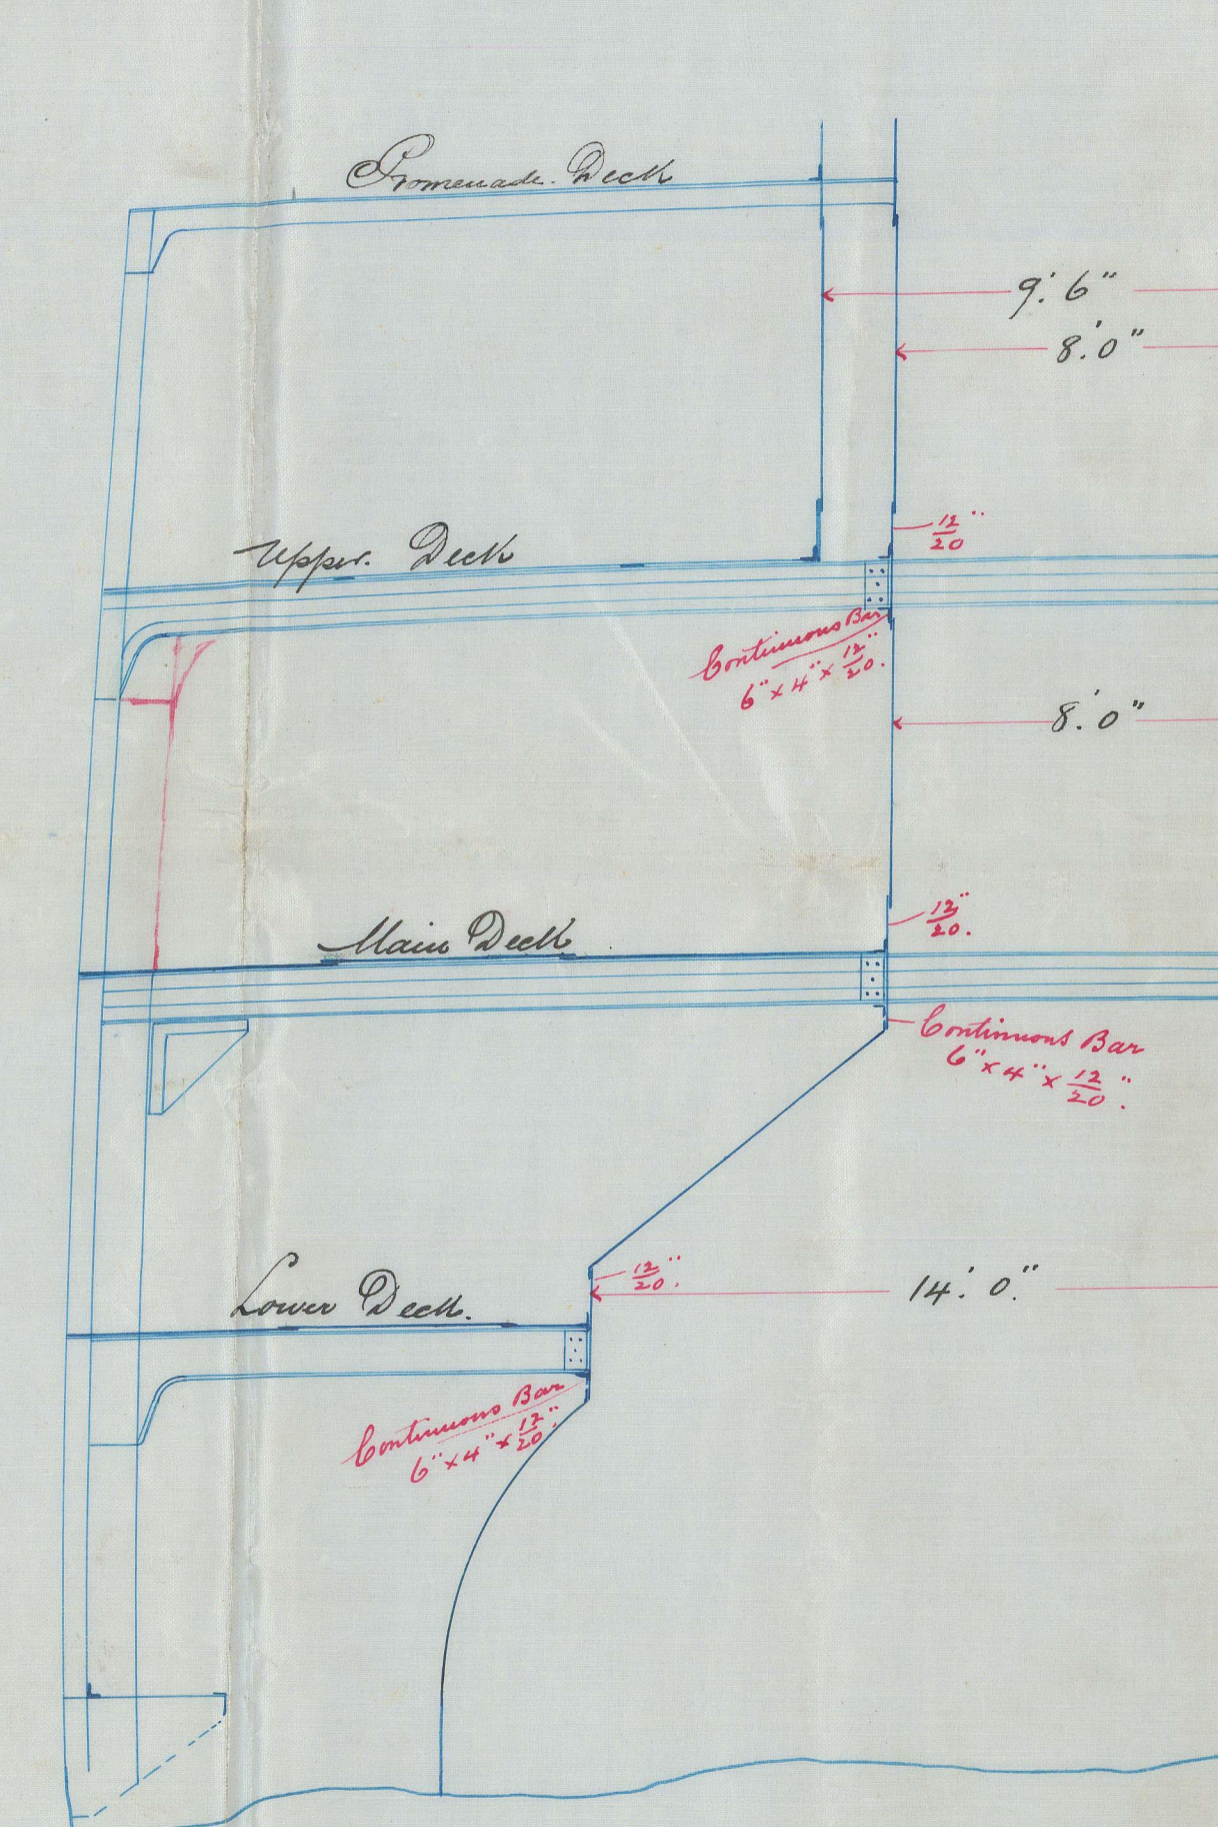 Promenade. Deck
9'. 6"
8'. 0"
12/20"
Upper. Deck
Continuous Bar
6" x 4" x 12/20".
8'. 0"
12/20".
Main Deck
Continuous Bar
6" x 4" x 12/20".
12/20".
14'. 0".
Lower Deck.
Continuous Bar
6" x 4" x 12/20".